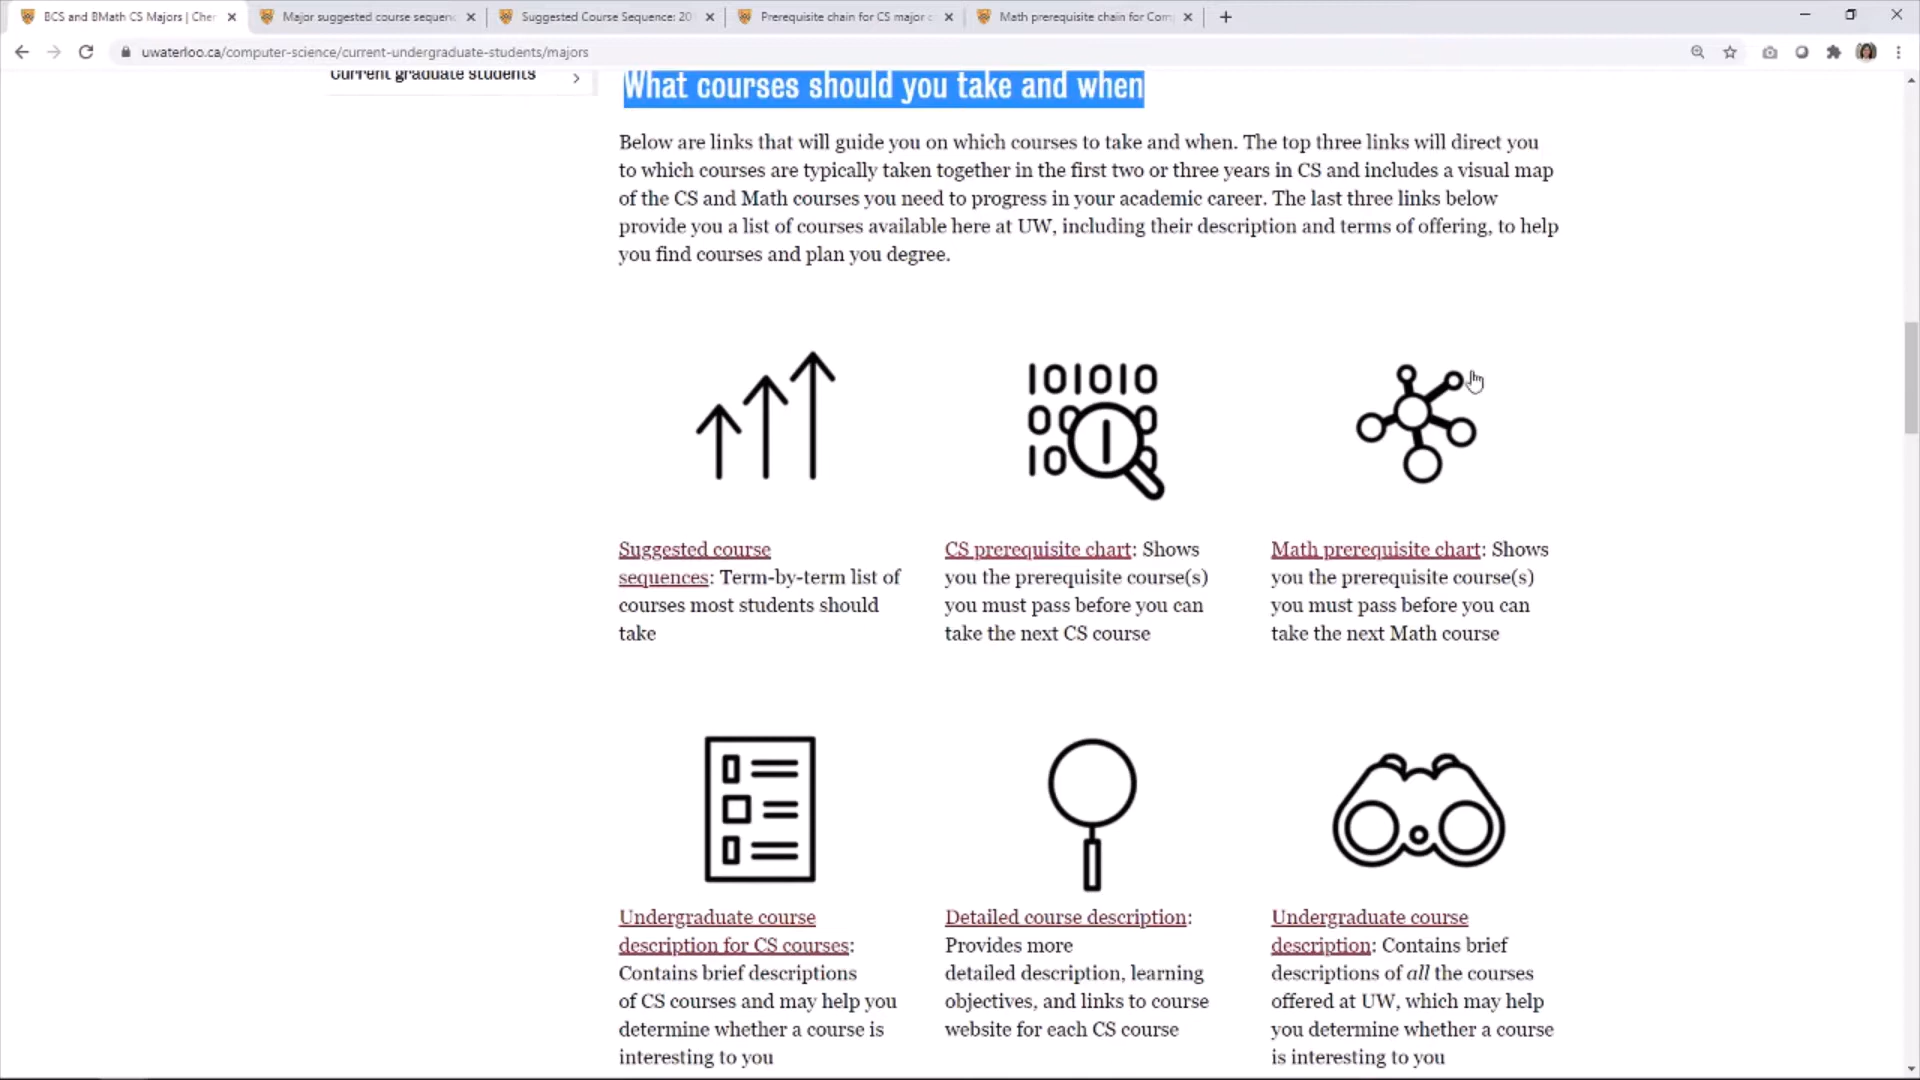 BCS and BMath CS Majors | Cher
Major suggested course sequenc
Suggested Course Sequence: 20
Prerequisite chain for CS major c
Math prerequisite chain for Com
uwaterloo.ca/computer-science/current-undergraduate-students/majors
Current graduate students
What courses should you take and when
Below are links that will guide you on which courses to take and when. The top three links will direct you
to which courses are typically taken together in the first two or three years in CS and includes a visual map
of the CS and Math courses you need to progress in your academic career. The last three links below
provide you a list of courses available here at UW, including their description and terms of offering, to help
you find courses and plan you degree.
101010
00 0
10 0
Suggested course
sequences: Term-by-term list of
courses most students should
take
CS prerequisite chart: Shows
you the prerequisite course(s)
you must pass before you can
take the next CS course
Math prerequisite chart: Shows
you the prerequisite course(s)
you must pass before you can
take the next Math course
Undergraduate course
description for CS courses:
Contains brief descriptions
of CS courses and may help you
determine whether a course is
interesting to you
Detailed course description:
Provides more
detailed description, learning
objectives, and links to course
website for each CS course
Undergraduate course
description: Contains brief
descriptions of all the courses
offered at UW, which may help
you determine whether a course
is interesting to you